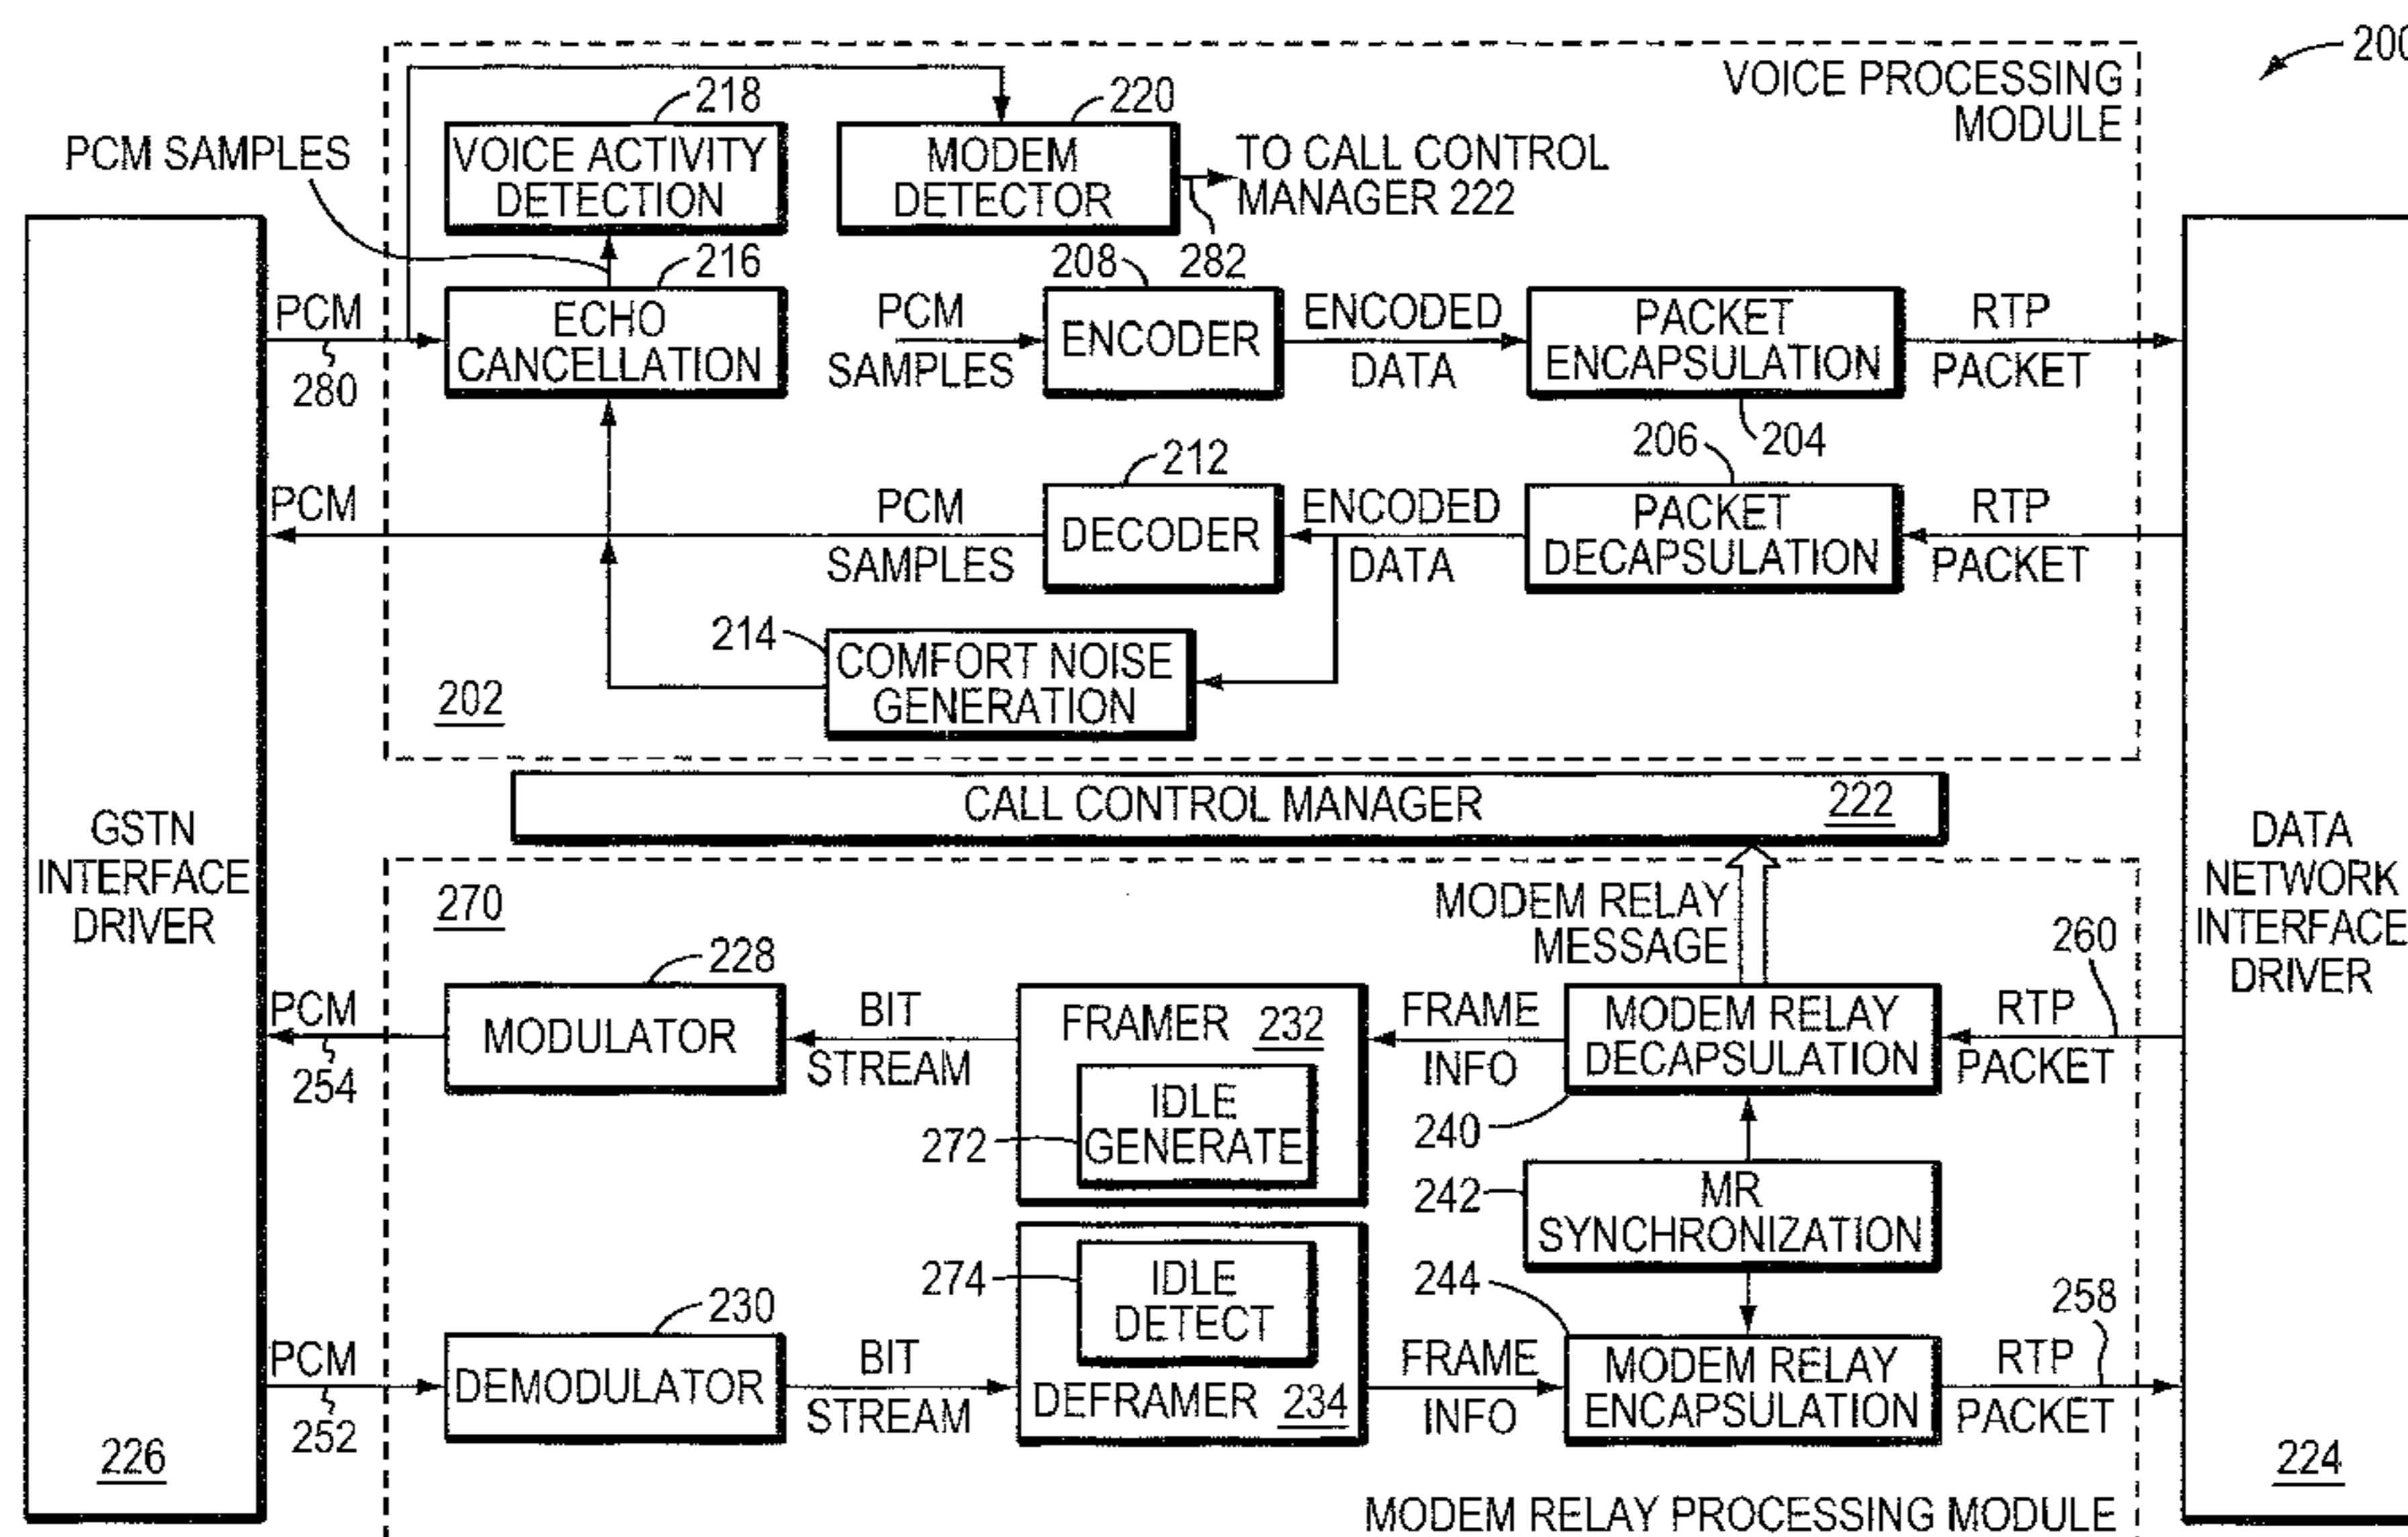 200
VOICE PROCESSING
MODULE
218
220
PCM SAMPLES
VOICE ACTIVITY
DETECTION
MODEM
DETECTOR
TO CALL CONTROL
MANAGER 222
282
216
208
PCM
280
ECHO
CANCELLATION
PCM
SAMPLES
ENCODER
ENCODED
DATA
PACKET
ENCAPSULATION
RTP
PACKET
204
206
212
PCM
PCM
SAMPLES
DECODER
ENCODED
DATA
PACKET
DECAPSULATION
RTP
PACKET
214
COMFORT NOISE
GENERATION
202
CALL CONTROL MANAGER 222
GSTN
INTERFACE
DRIVER
226
DATA
NETWORK
INTERFACE
DRIVER
224
270
MODEM RELAY
MESSAGE
260
228
PCM
254
MODULATOR
BIT
STREAM
FRAMER 232
IDLE
GENERATE
272
FRAME
INFO
MODEM RELAY
DECAPSULATION
RTP
PACKET
240
242
MR
SYNCHRONIZATION
274
IDLE
DETECT
244
258
230
PCM
252
DEMODULATOR
BIT
STREAM
DEFRAMER 234
FRAME
INFO
MODEM RELAY
ENCAPSULATION
RTP
PACKET
MODEM RELAY PROCESSING MODULE